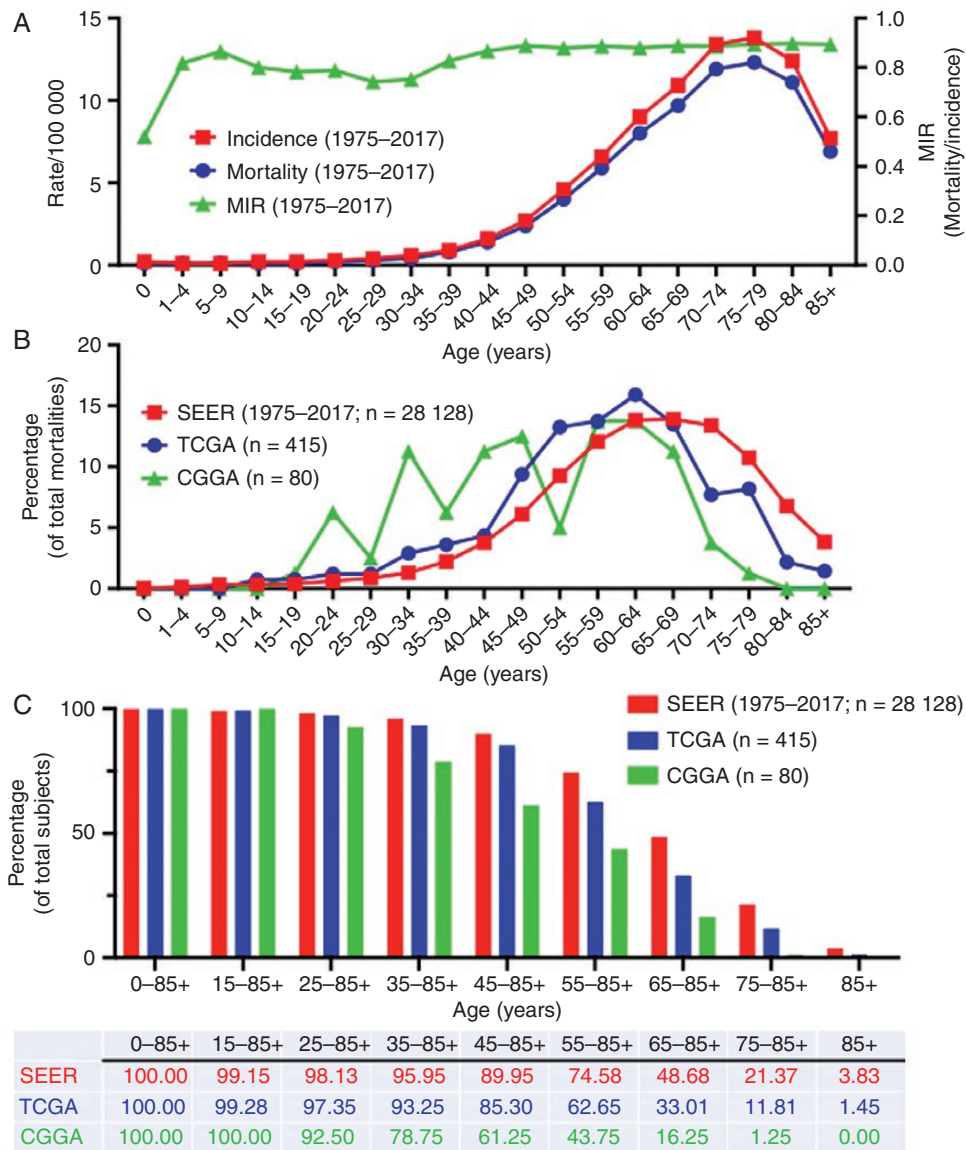 A
15
10
5
0
Rate/100 000
Incidence (1975–2017)
Mortality (1975–2017)
MIR (1975–2017)
1.0
0.8
0.6
0.4
0.2
0.0
MIR
(Mortality/incidence)
0 1–4 5–9 10–14 15–19 20–24 25–29 30–34 35–39 40–44 45–49 50–54 55–59 60–64 65–69 70–74 75–79 80–84 85+
Age (years)
B
20
15
10
5
0
Percentage
(of total mortalities)
SEER (1975–2017; n = 28 128)
TCGA (n = 415)
CGGA (n = 80)
0 1–4 5–9 10–14 15–19 20–24 25–29 30–34 35–39 40–44 45–49 50–54 55–59 60–64 65–69 70–74 75–79 80–84 85+
Age (years)
C
100
50
0
Percentage
(of total subjects)
SEER (1975–2017; n = 28 128)
TCGA (n = 415)
CGGA (n = 80)
0–85+ 15–85+ 25–85+ 35–85+ 45–85+ 55–85+ 65–85+ 75–85+ 85+
Age (years)
0–85+ 15–85+ 25–85+ 35–85+ 45–85+ 55–85+ 65–85+ 75–85+ 85+
SEER 100.00 99.15 98.13 95.95 89.95 74.58 48.68 21.37 3.83
TCGA 100.00 99.28 97.35 93.25 85.30 62.65 33.01 11.81 1.45
CGGA 100.00 100.00 92.50 78.75 61.25 43.75 16.25 1.25 0.00